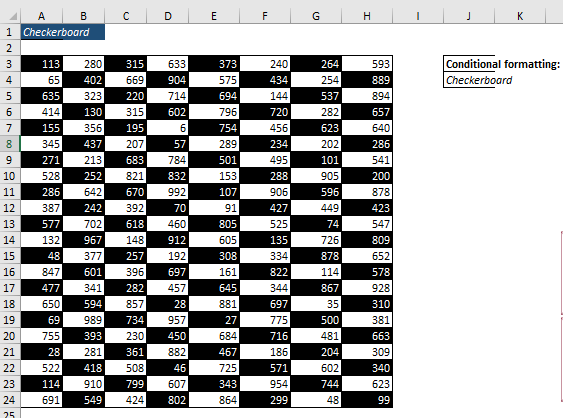 A B C D E F G H I J K
1 Checkerboard
2
3 113 280 315 633 373 240 264 593 Conditional formatting:
4 65 402 669 904 575 434 254 889 Checkerboard
5 635 323 220 714 694 144 537 894
6 414 130 315 602 796 720 282 657
7 155 356 195 6 754 456 623 640
8 345 437 207 57 289 234 202 286
9 271 213 683 784 501 495 101 541
10 528 252 821 832 153 288 905 200
11 286 642 670 992 107 906 596 878
12 387 242 392 70 91 427 449 423
13 577 702 618 460 805 525 74 547
14 132 967 148 912 605 135 726 809
15 48 377 257 192 308 334 878 652
16 847 601 396 697 161 822 114 578
17 477 341 282 457 645 344 867 928
18 650 594 857 28 881 697 35 310
19 69 989 734 957 27 775 500 381
20 755 393 230 450 684 716 481 663
21 28 281 361 882 467 186 204 309
22 522 418 508 46 725 571 602 340
23 114 910 799 607 343 954 744 623
24 691 549 424 802 864 299 48 99
25